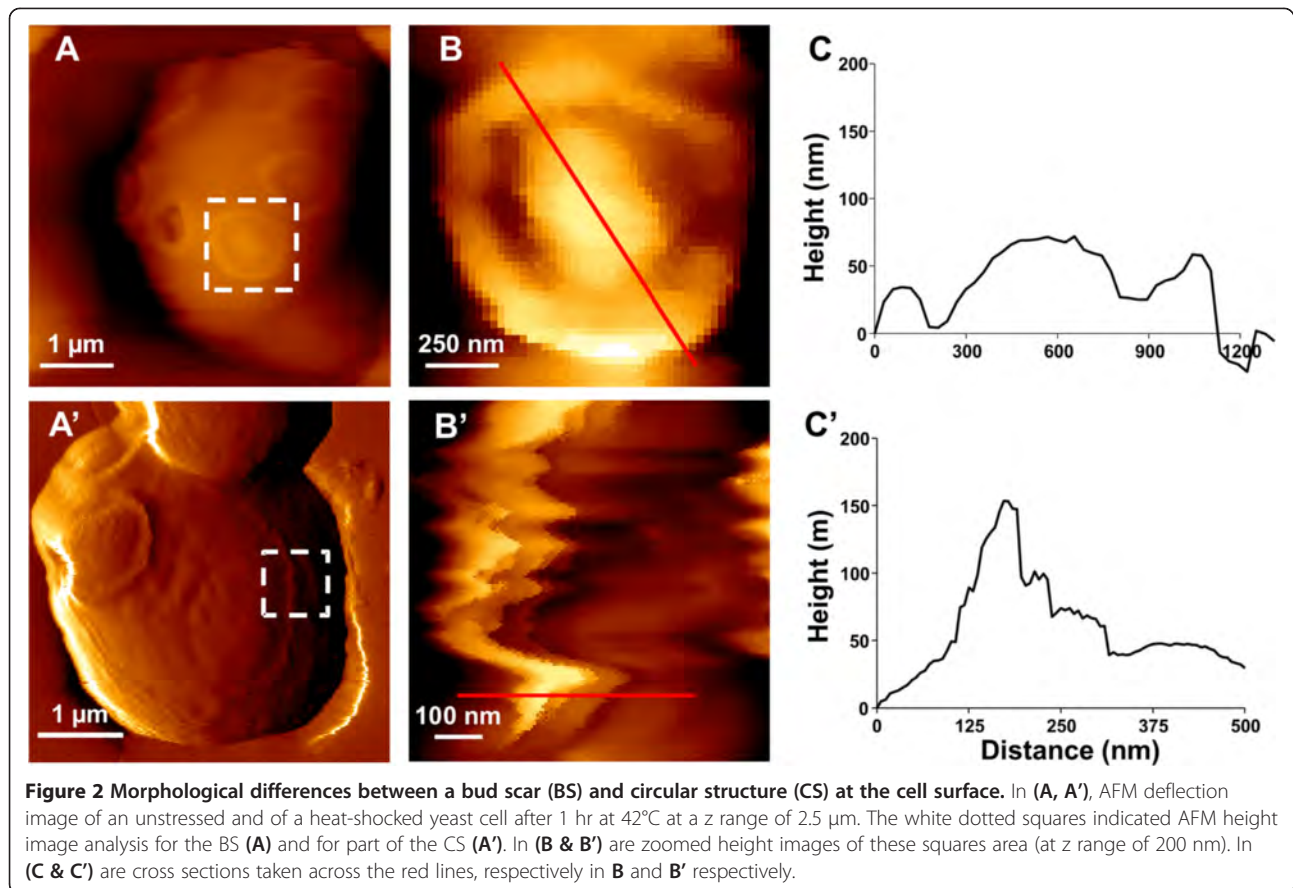 A
1 µm
B
250 nm
C
Height (nm)
200
150
100
50
0
0 300 600 900 1200
A'
1 µm
B'
100 nm
C'
Height (m)
200
150
100
50
0
0 125 250 375 500
Distance (nm)
Figure 2 Morphological differences between a bud scar (BS) and circular structure (CS) at the cell surface. In (A, A'), AFM deflection
image of an unstressed and of a heat-shocked yeast cell after 1 hr at 42°C at a z range of 2.5 µm. The white dotted squares indicated AFM height
image analysis for the BS (A) and for part of the CS (A'). In (B & B') are zoomed height images of these squares area (at z range of 200 nm). In
(C & C') are cross sections taken across the red lines, respectively in B and B' respectively.